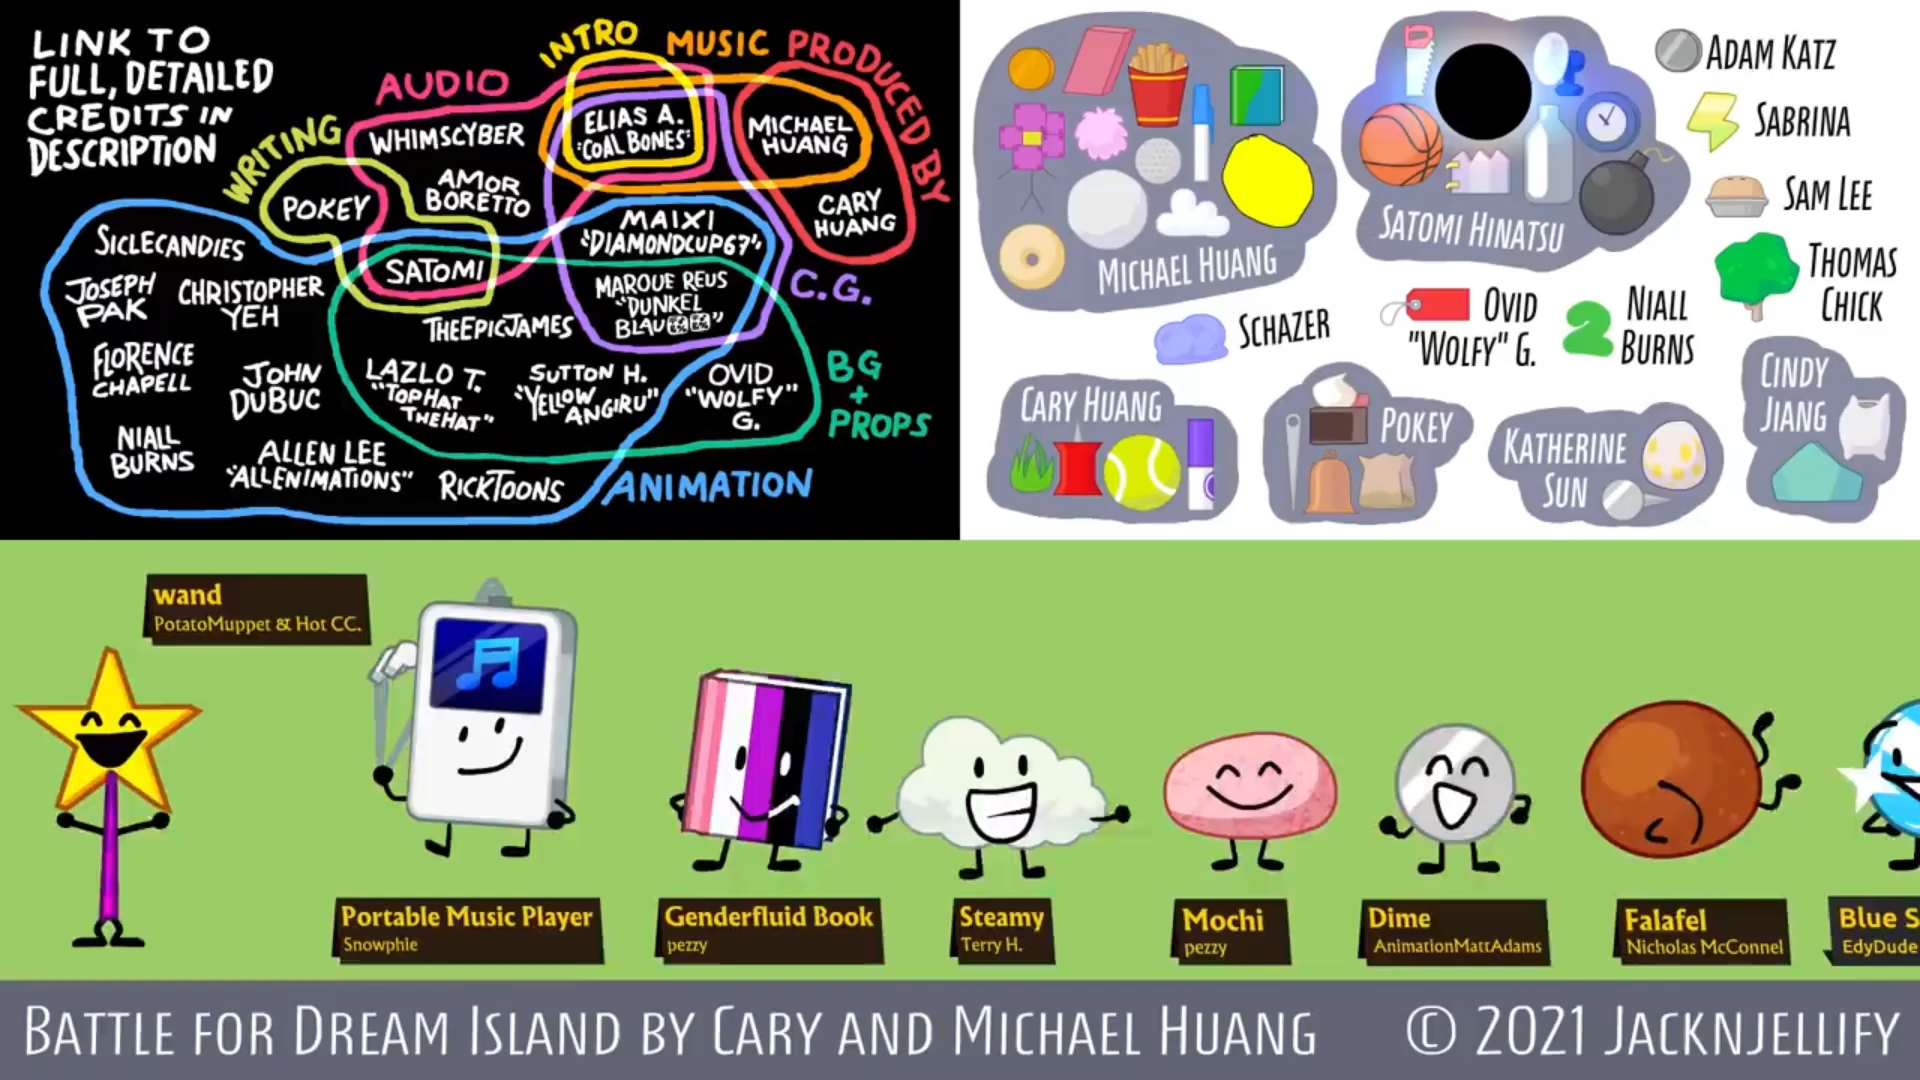 LINK TO
FULL, DETAILED
CREDITS IN
DESCRIPTION
WRITING
AUDIO
INTRO
MUSIC
PRODUCED BY
WHIMSCYBER
ELIAS A.
"COAL BONES"
MICHAEL
HUANG
POKEY
AMOR
BORETTO
CARY
HUANG
MAIXI
"DIAMONDCUP67"
SICLECANDIES
SATOMI
JOSEPH
PAK
CHRISTOPHER
YEH
MARQUE REUS
"DUNKEL
BLAU"
C.G.
THEEPICJAMES
FLORENCE
CHAPELL
JOHN
DUBUC
LAZLO T.
"TOPHAT
THEHAT"
SUTTON H.
"YELLOW
ANGIRU"
OVID
"WOLFY"
G.
BG
+
PROPS
NIALL
BURNS
ALLEN LEE
"ALLENIMATIONS"
RICKTOONS
ANIMATION
MICHAEL HUANG
SATOMI HINATSU
ADAM KATZ
SABRINA
SAM LEE
THOMAS
CHICK
SCHAZER
OVID
"WOLFY" G.
NIALL
BURNS
CARY HUANG
POKEY
KATHERINE
SUN
CINDY
JIANG
wand
PotatoMuppet & Hot CC.
Portable Music Player
Snowphie
Genderfluid Book
pezzy
Steamy
Terry H.
Mochi
pezzy
Dime
AnimationMattAdams
Falafel
Nicholas McConnel
Blue S
EdyDude
BATTLE FOR DREAM ISLAND BY CARY AND MICHAEL HUANG
© 2021 JACKNJELLIFY